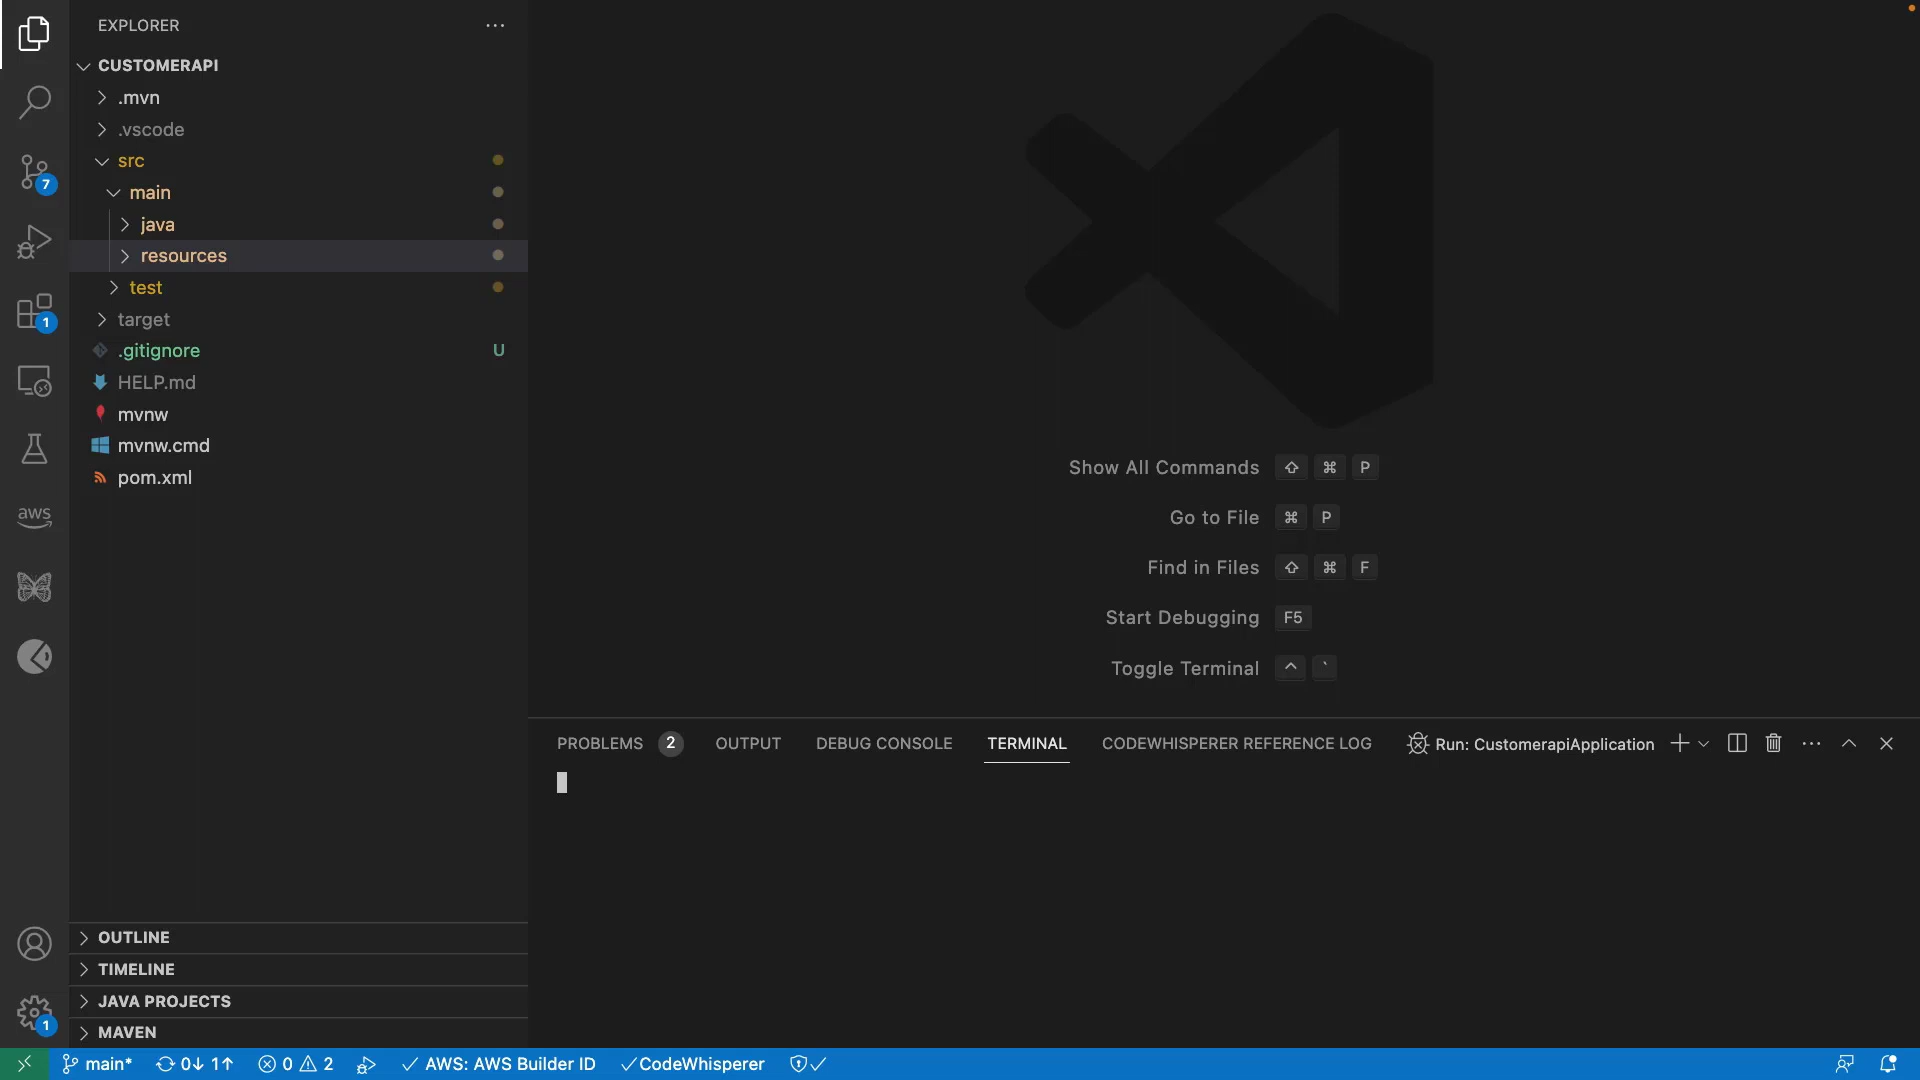 EXPLORER
CUSTOMERAPI
.mvn
.vscode
src
main
java
resources
test
target
.gitignore U
HELP.md
mvnw
mvnw.cmd
pom.xml
7
1
aws
Show All Commands ⇧ ⌘ P
Go to File ⌘ P
Find in Files ⇧ ⌘ F
Start Debugging F5
Toggle Terminal ^ `
PROBLEMS 2 OUTPUT DEBUG CONSOLE TERMINAL CODEWHISPERER REFERENCE LOG Run: CustomerapiApplication
OUTLINE
TIMELINE
JAVA PROJECTS
MAVEN
1
main* 0↓ 1↑ 0 2 AWS: AWS Builder ID CodeWhisperer